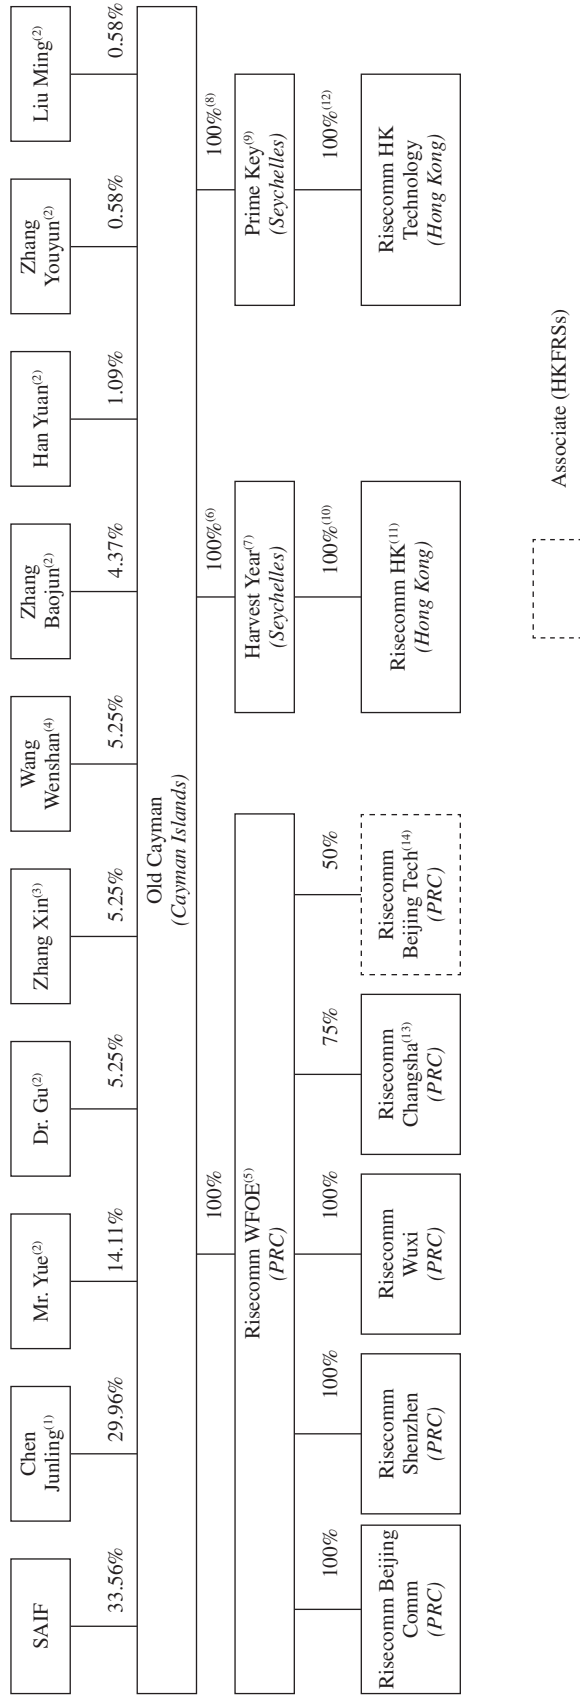 SAIF
Chen
Junling(1)
Mr. Yue(2)
Dr. Gu(2)
Zhang Xin(3)
Wang
Wenshan(4)
Zhang
Baojun(2)
Han Yuan(2)
Zhang
Youyun(2)
Liu Ming(2)
33.56%
29.96%
14.11%
5.25%
5.25%
5.25%
4.37%
1.09%
0.58%
0.58%
Old Cayman
(Cayman Islands)
100%
100%(6)
100%(8)
Risecomm WFOE(5)
(PRC)
Harvest Year(7)
(Seychelles)
Prime Key(9)
(Seychelles)
100%
100%
100%
75%
50%
100%(10)
100%(12)
Risecomm Beijing
Comm
(PRC)
Risecomm
Shenzhen
(PRC)
Risecomm
Wuxi
(PRC)
Risecomm
Changsha(13)
(PRC)
Risecomm
Beijing Tech(14)
(PRC)
Risecomm HK(11)
(Hong Kong)
Risecomm HK
Technology
(Hong Kong)
Associate (HKFRSs)